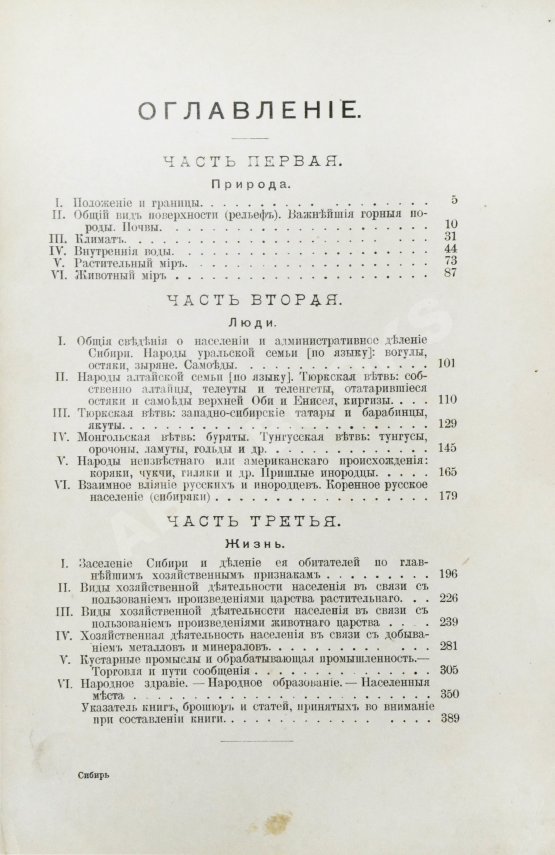 ОГЛАВЛЕНІЕ.
ЧАСТЬ ПЕРВАЯ.
Природа.
I. Положеніе и границы. 5
II. Общій видъ поверхности (рельефъ). Важнѣйшія горныя по-
роды. Почвы. 10
III. Климатъ. 31
IV. Внутреннія воды. 44
V. Растительный міръ. 73
VI. Животный міръ 87
ЧАСТЬ ВТОРАЯ.
Люди.
I. Общія свѣдѣнія о населеніи и административное дѣленіе
Сибири. Народы уральской семьи [по языку]: вогулы,
остяки, зыряне. Самоѣды. 101
II. Народы алтайской семьи [по языку]. Тюркская вѣтвь: соб-
ственно алтайцы, телеуты и теленгеты, отатарившіеся
остяки и самоѣды верхней Оби и Енисея, киргизы. 110
III. Тюркская вѣтвь: западно-сибирскіе татары и барабинцы,
якуты. 129
IV. Монгольская вѣтвь: буряты. Тунгусская вѣтвь: тунгусы,
орочоны, ламуты, гольды и др. 145
V. Народы неизвѣстнаго или американскаго происхожденія:
коряки, чукчи, гиляки и др. Пришлые инородцы. 165
VI. Взаимное вліяніе русскихъ и инородцевъ. Коренное русское
населеніе (сибиряки) 179
ЧАСТЬ ТРЕТЬЯ.
Жизнь.
I. Заселеніе Сибири и дѣленіе ея обитателей по глав-
нѣйшимъ хозяйственнымъ признакамъ 196
II. Виды хозяйственной дѣятельности населенія въ связи съ
пользованіемъ произведеніями царства растительнаго. 226
III. Виды хозяйственной дѣятельности населенія въ связи съ
пользованіемъ произведеніями животнаго царства 239
IV. Хозяйственная дѣятельность населенія въ связи съ добыва-
ніемъ металловъ и минераловъ. 281
V. Кустарные промыслы и обрабатывающая промышленность.—
Торговля и пути сообщенія 305
VI. Народное здравіе. — Народное образованіе. — Населенныя
мѣста 350
Указатель книгъ, брошюръ и статей, принятыхъ во вниманіе
при составленіи книги. 389
Сибирь